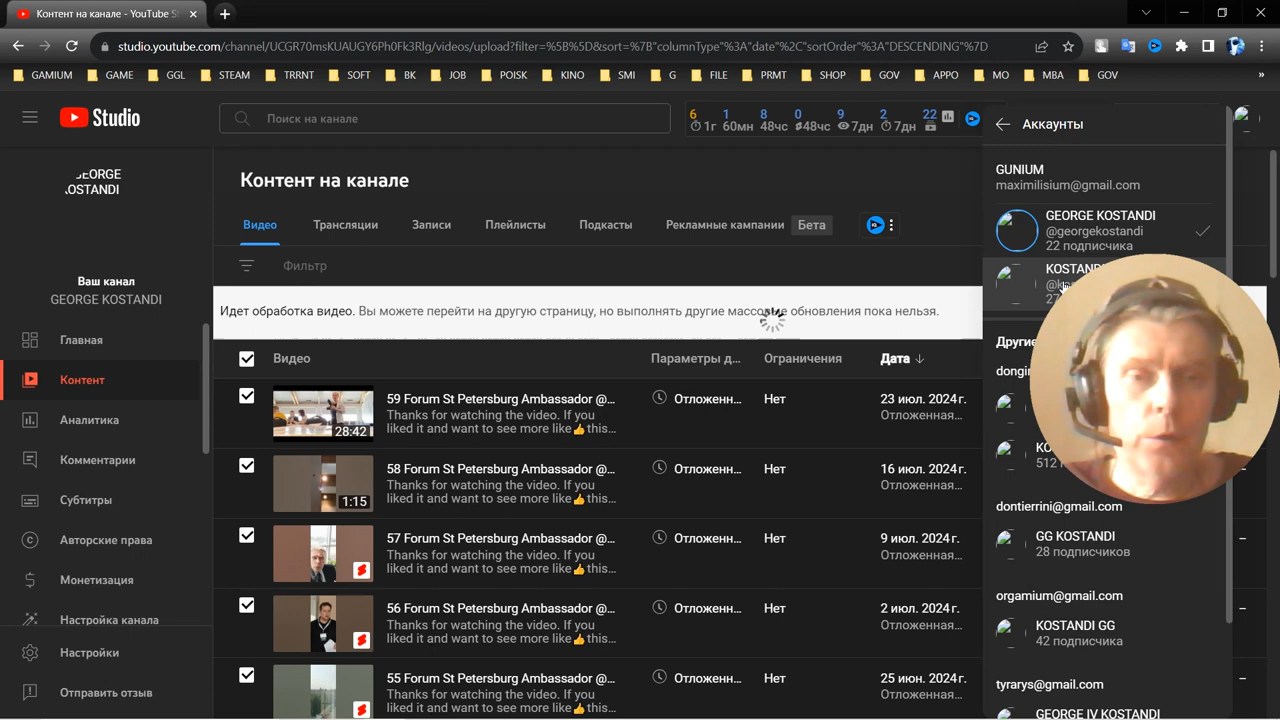 Контент на канале - YouTube St
studio.youtube.com/channel/UCGR70msKUAUGY6Ph0Fk3Rlg/videos/upload?filter=%5B%5D&sort=%7B"columnType"%3A"date"%2C"sortOrder"%3A"DESCENDING"%7D
GAMIUM GAME GGL STEAM TRRNT SOFT BK JOB POISK KINO SMI G FILE PRMT SHOP GOV APPO MO MBA GOV »
Studio
Поиск на канале
6 1 8 0 9 2 22
1г 60мн 48чс 48чс 7дн 7дн
GEORGE
KOSTANDI
Ваш канал
GEORGE KOSTANDI
Главная
Контент
Аналитика
Комментарии
Субтитры
Авторские права
Монетизация
Настройка канала
Настройки
Отправить отзыв
Контент на канале
Видео Трансляции Записи Плейлисты Подкасты Рекламные кампании Бета
Фильтр
Идет обработка видео. Вы можете перейти на другую страницу, но выполнять другие массовые обновления пока нельзя.
Видео Параметры д... Ограничения Дата
59 Forum St Petersburg Ambassador @... Отложенн... Нет 23 июл. 2024 г.
28:42
Thanks for watching the video. If you Отложенная...
liked it and want to see more like👍this...
58 Forum St Petersburg Ambassador @... Отложенн... Нет 16 июл. 2024 г.
1:15
Thanks for watching the video. If you Отложенная...
liked it and want to see more like👍this...
57 Forum St Petersburg Ambassador @... Отложенн... Нет 9 июл. 2024 г.
Thanks for watching the video. If you Отложенная...
liked it and want to see more like👍this...
56 Forum St Petersburg Ambassador @... Отложенн... Нет 2 июл. 2024 г.
Thanks for watching the video. If you Отложенная...
liked it and want to see more like👍this...
55 Forum St Petersburg Ambassador @... Отложенн... Нет 25 июн. 2024 г.
Thanks for watching the video. If you Отложенная...
liked it and want to see more like👍this...
Аккаунты
GUNIUM
maximilisium@gmail.com
GEORGE KOSTANDI
@georgekostandi
22 подписчика
KOSTANDI
27
Другие
512
dontierrini@gmail.com
GG KOSTANDI
28 подписчиков
orgamium@gmail.com
KOSTANDI GG
42 подписчика
tyrarys@gmail.com
GEORGE IV KOSTANDI